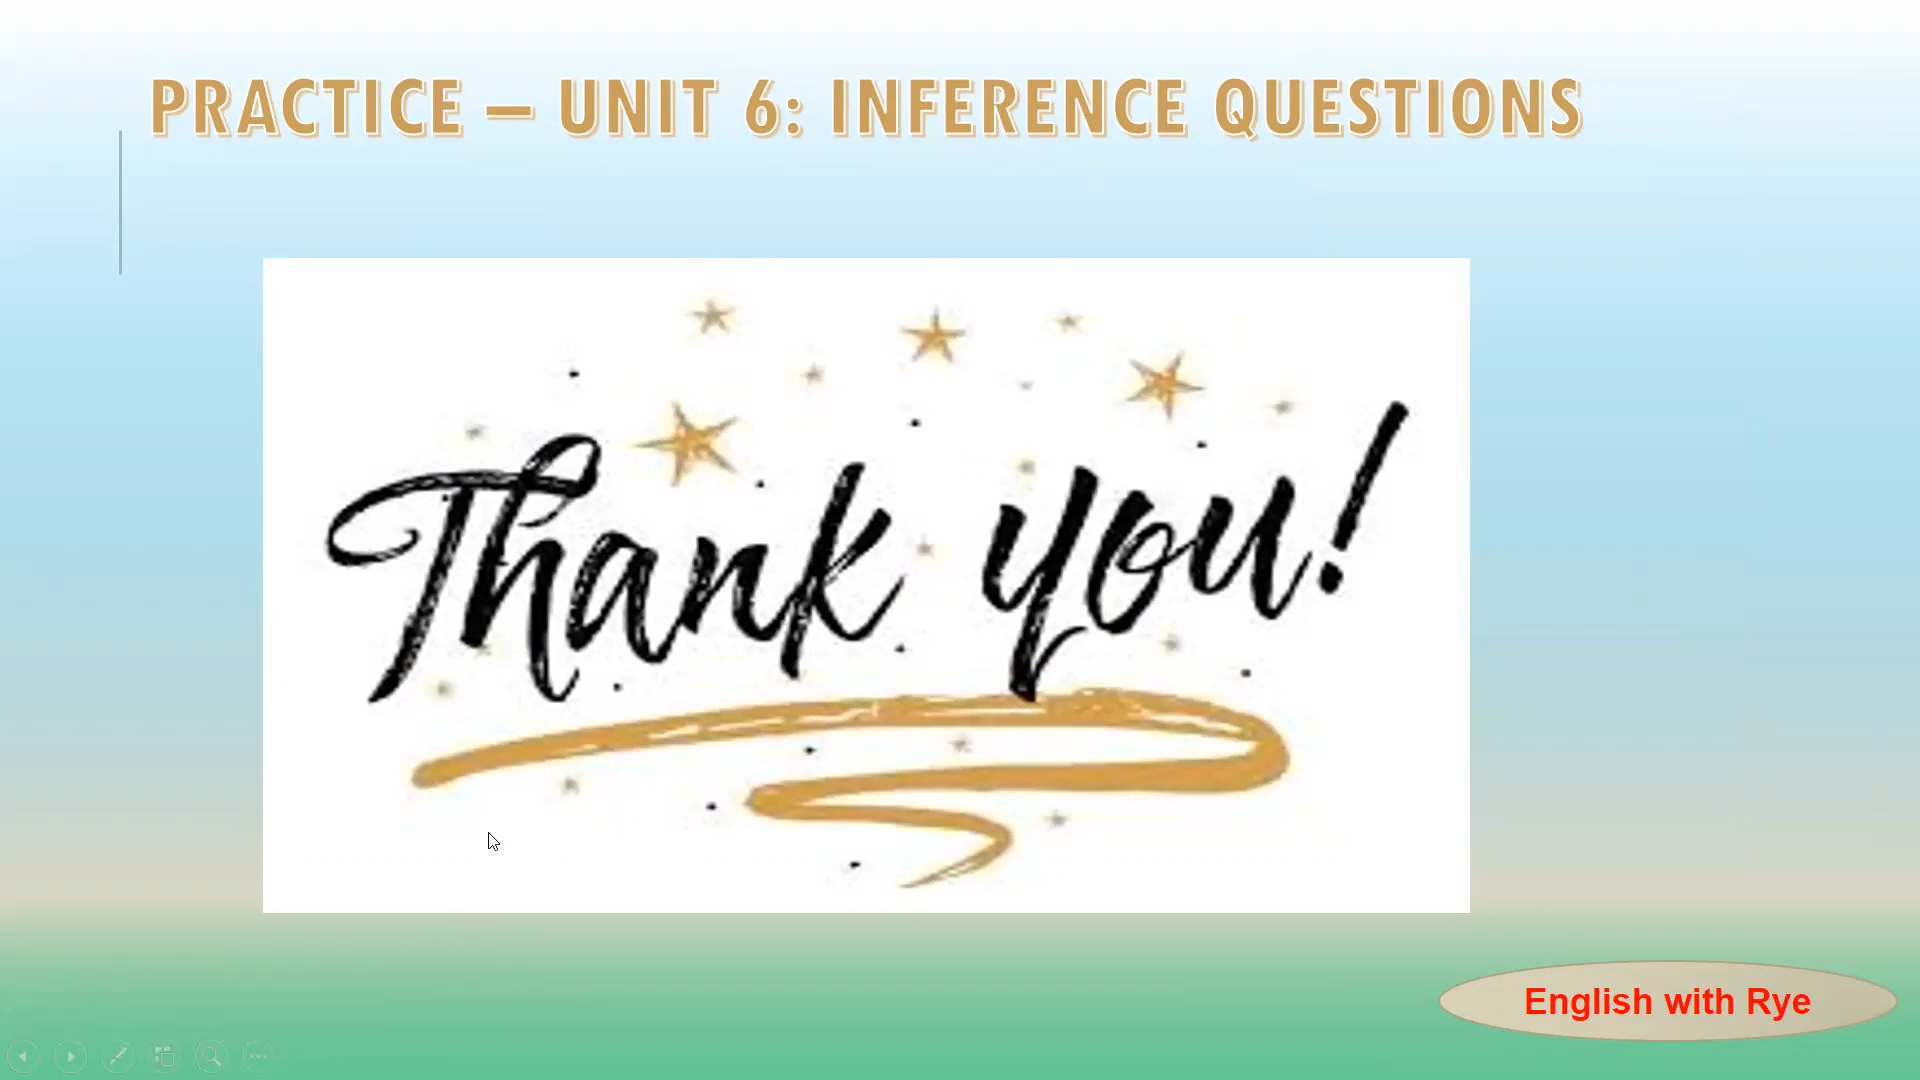 PRACTICE – UNIT 6: INFERENCE QUESTIONS
Thank you!
English with Rye